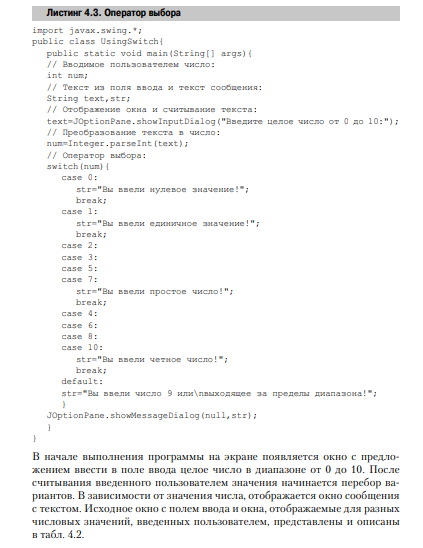 Листинг 4.3. Оператор выбора
import javax.swing.*;
public class UsingSwitch{
public static void main(String[] args){
// Вводимое пользователем число:
int num;
// Текст из поля ввода и текст сообщения:
String text,str;
// Отображение окна и считывание текста:
text=JOptionPane.showInputDialog("Введите целое число от 0 до 10:");
// Преобразование текста в число:
num=Integer.parseInt(text);
// Оператор выбора:
switch(num){
case 0:
str="Вы ввели нулевое значение!";
break;
case 1:
str="Вы ввели единичное значение!";
break;
case 2:
case 3:
case 5:
case 7:
str="Вы ввели простое число!";
break;
case 4:
case 6:
case 8:
case 10:
str="Вы ввели четное число!";
break;
default:
str="Вы ввели число 9 или\nвыходящее за пределы диапазона!";
}
JOptionPane.showMessageDialog(null,str);
}
}
В начале выполнения программы на экране появляется окно с предло-
жением ввести в поле ввода целое число в диапазоне от 0 до 10. После
считывания введенного пользователем значения начинается перебор ва-
риантов. В зависимости от значения числа, отображается окно сообщения
с текстом. Исходное окно с полем ввода и окна, отображаемые для разных
числовых значений, введенных пользователем, представлены и описаны
в табл. 4.2.